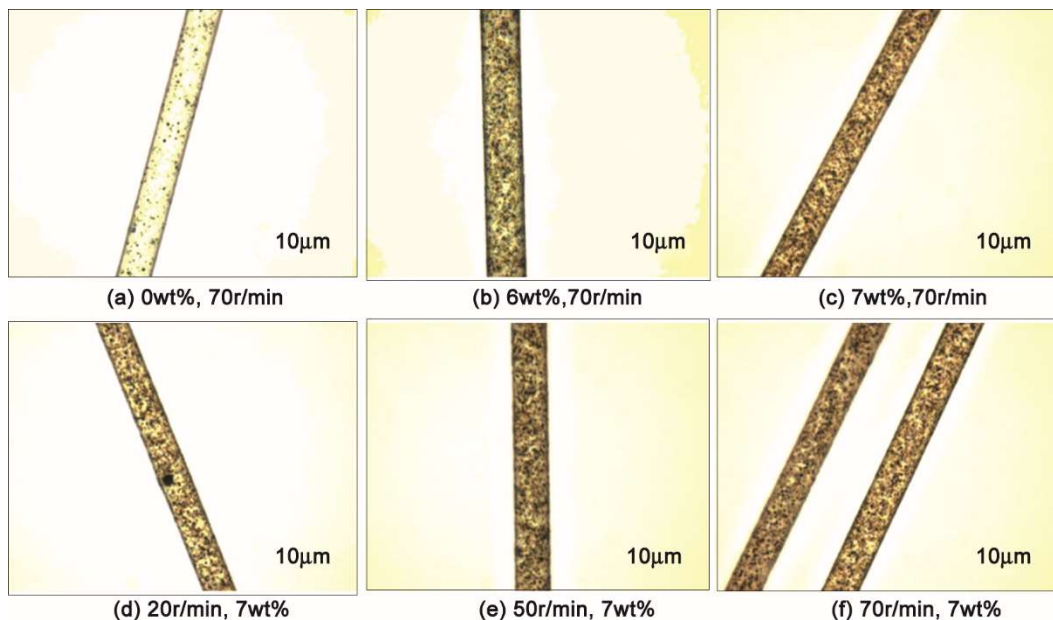 10μm
10μm
10μm
(a) 0wt%, 70r/min
(b) 6wt%,70r/min
(c) 7wt%,70r/min
10μm
10μm
10μm
(d) 20r/min, 7wt%
(e) 50r/min, 7wt%
(f) 70r/min, 7wt%